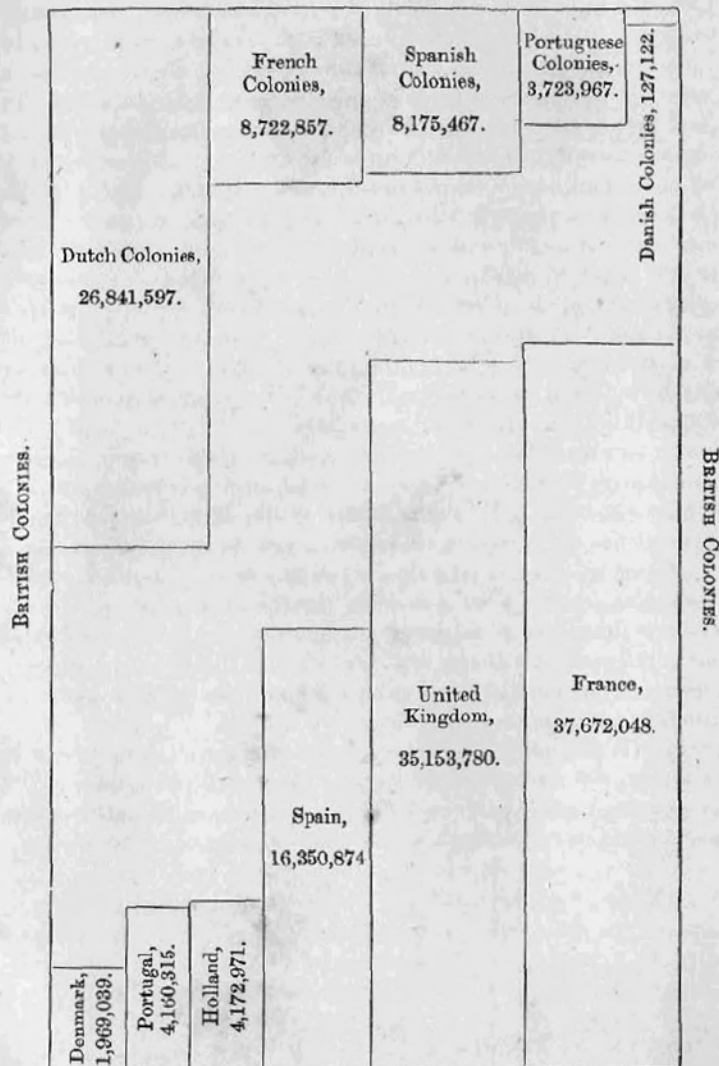 French
Colonies,
8,722,857.
Spanish
Colonies,
8,175,467.
Portuguese
Colonies,
3,723,967.
Danish Colonies, 127,122.
Dutch Colonies,
26,841,597.
BRITISH COLONIES.
BRITISH COLONIES.
France,
37,672,048.
United
Kingdom,
35,153,780.
Spain,
16,350,874
Denmark,
1,969,039.
Portugal,
4,160,315.
Holland,
4,172,971.